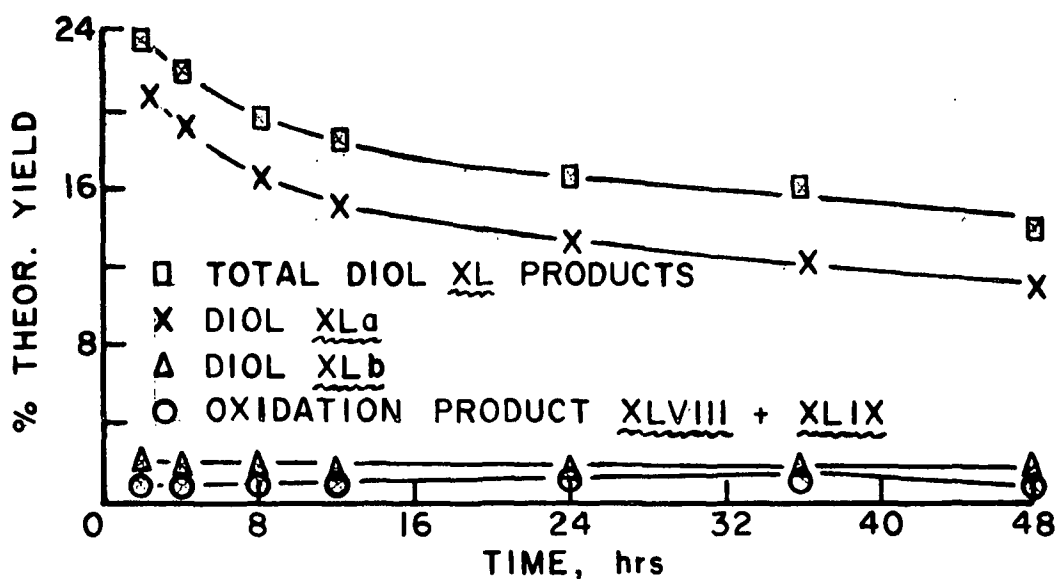 24
16
8
0
% THEOR. YIELD
□ TOTAL DIOL XL PRODUCTS
X DIOL XLa
△ DIOL XLb
○ OXIDATION PRODUCT XLVIII + XLIX
8 16 24 32 40 48
TIME, hrs